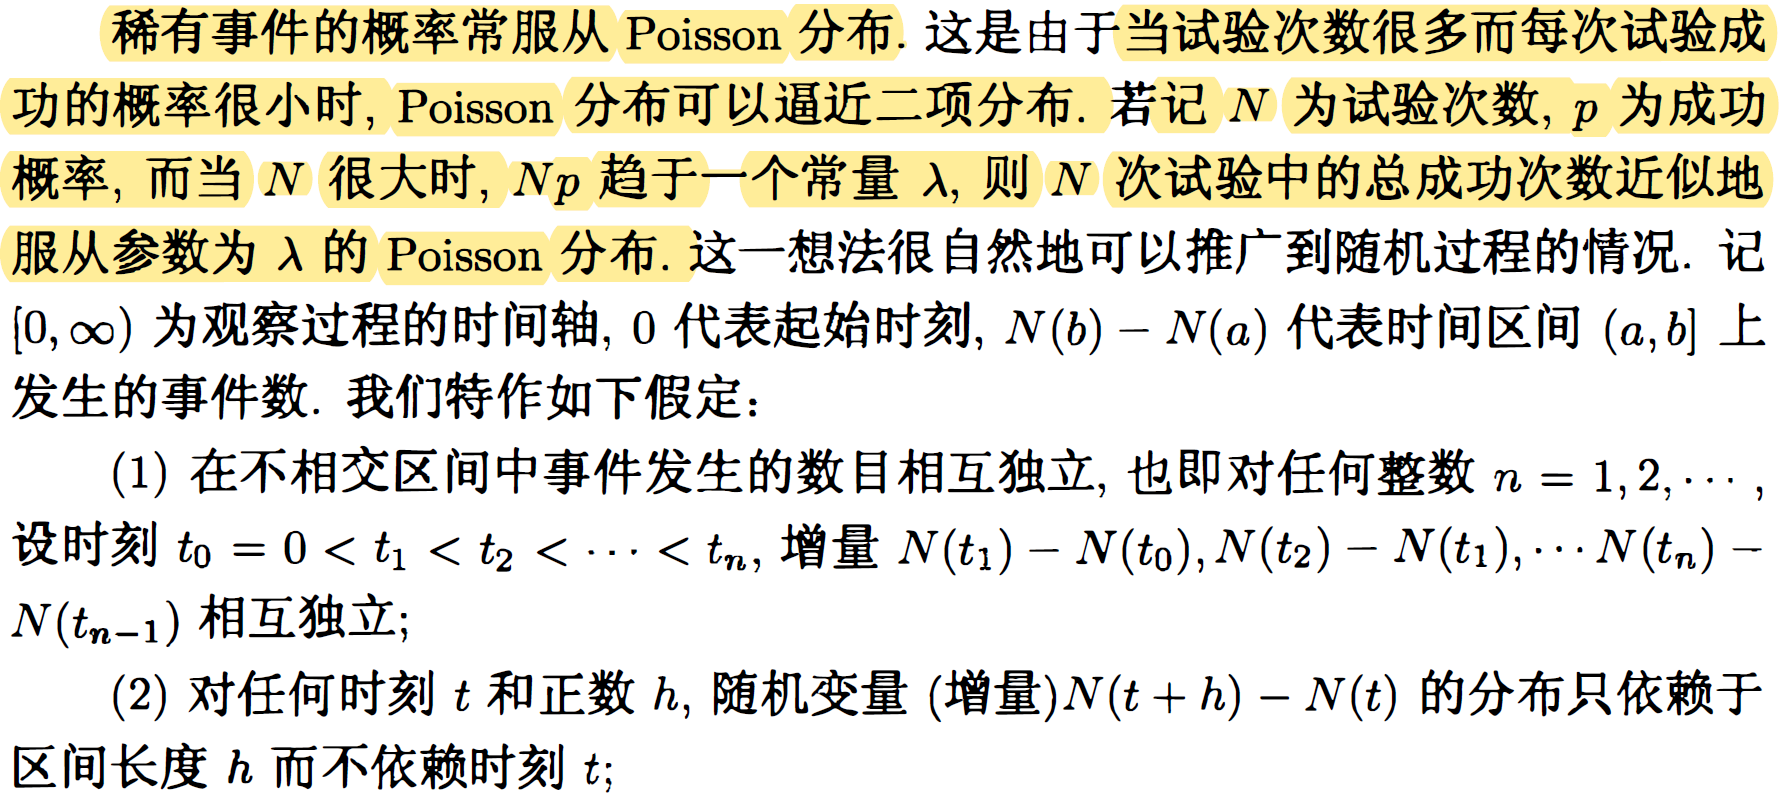 稀有事件的概率常服从 Poisson 分布. 这是由于当试验次数很多而每次试验成
功的概率很小时, Poisson 分布可以逼近二项分布. 若记 N 为试验次数, p 为成功
概率, 而当 N 很大时, Np 趋于一个常量 λ, 则 N 次试验中的总成功次数近似地
服从参数为 λ 的 Poisson 分布. 这一想法很自然地可以推广到随机过程的情况. 记
[0, ∞) 为观察过程的时间轴, 0 代表起始时刻, N(b) − N(a) 代表时间区间 (a, b] 上
发生的事件数. 我们特作如下假定:
(1) 在不相交区间中事件发生的数目相互独立, 也即对任何整数 n = 1, 2, ⋯ ,
设时刻 t₀ = 0 < t₁ < t₂ < ⋯ < tₙ, 增量 N(t₁) − N(t₀), N(t₂) − N(t₁), ⋯ N(tₙ) −
N(tₙ₋₁) 相互独立;
(2) 对任何时刻 t 和正数 h, 随机变量 (增量)N(t + h) − N(t) 的分布只依赖于
区间长度 h 而不依赖时刻 t;